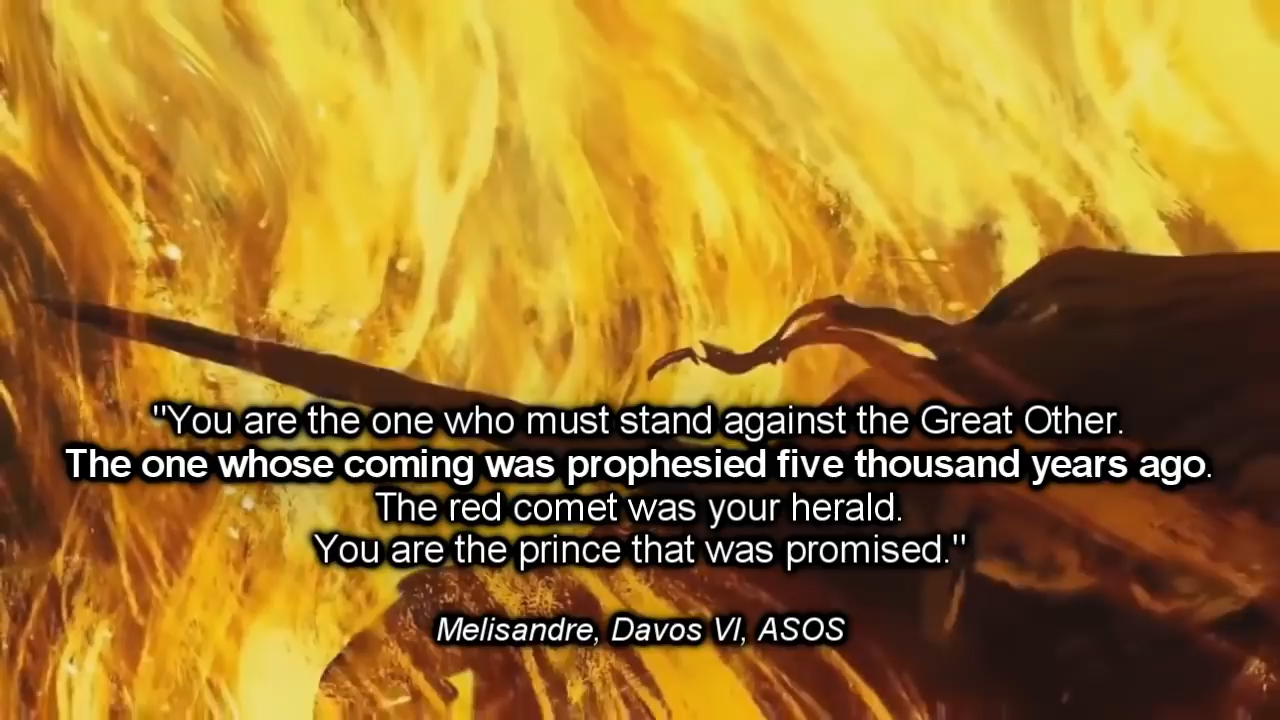 "You are the one who must stand against the Great Other.
The one whose coming was prophesied five thousand years ago.
The red comet was your herald.
You are the prince that was promised."
Melisandre, Davos VI, ASOS